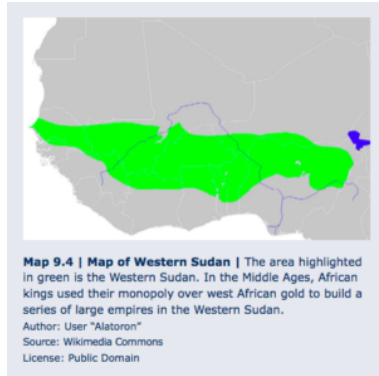 Map 9.4 | Map of Western Sudan | The area highlighted
in green is the Western Sudan. In the Middle Ages, African
kings used their monopoly over west African gold to build a
series of large empires in the Western Sudan.
Author: User “Alatoron”
Source: Wikimedia Commons
License: Public Domain